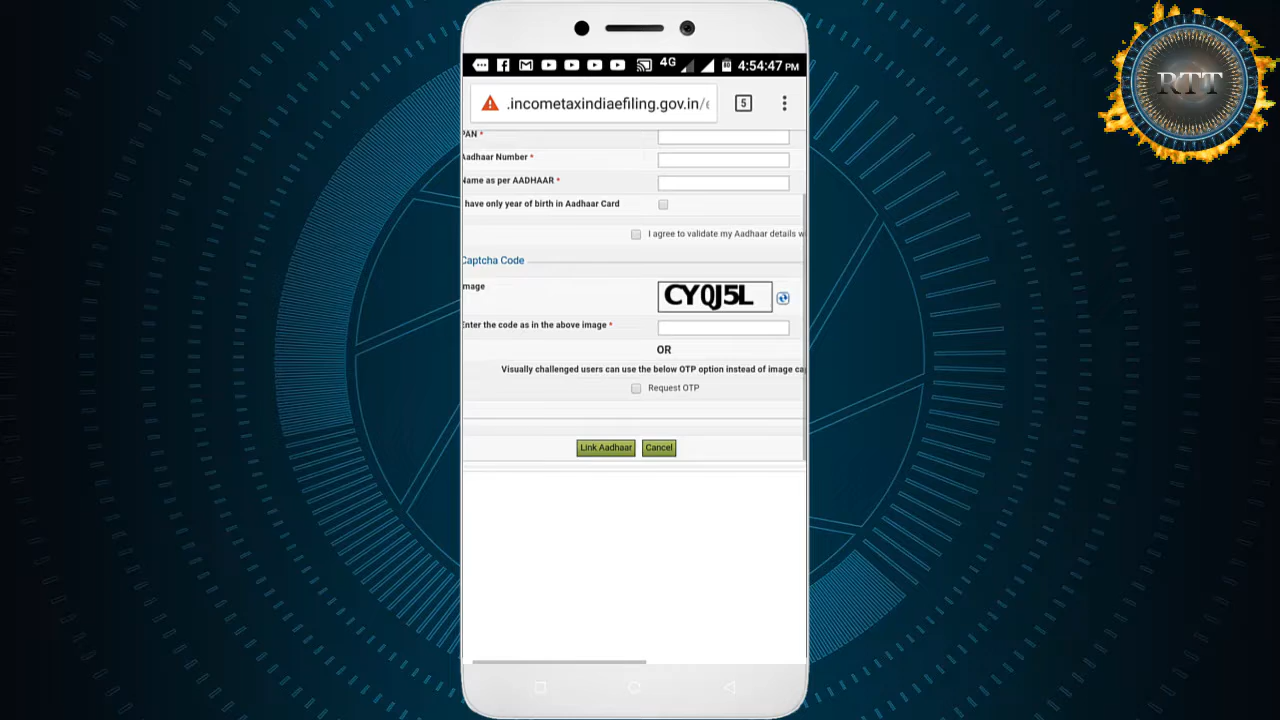 RTT
4G 4:54:47 PM
.incometaxindiaefiling.gov.in/e
5
PAN *
Aadhaar Number *
Name as per AADHAAR *
have only year of birth in Aadhaar Card
I agree to validate my Aadhaar details w
Captcha Code
mage
CYQJ5L
Enter the code as in the above image *
OR
Visually challenged users can use the below OTP option instead of image ca
Request OTP
Link Aadhaar Cancel